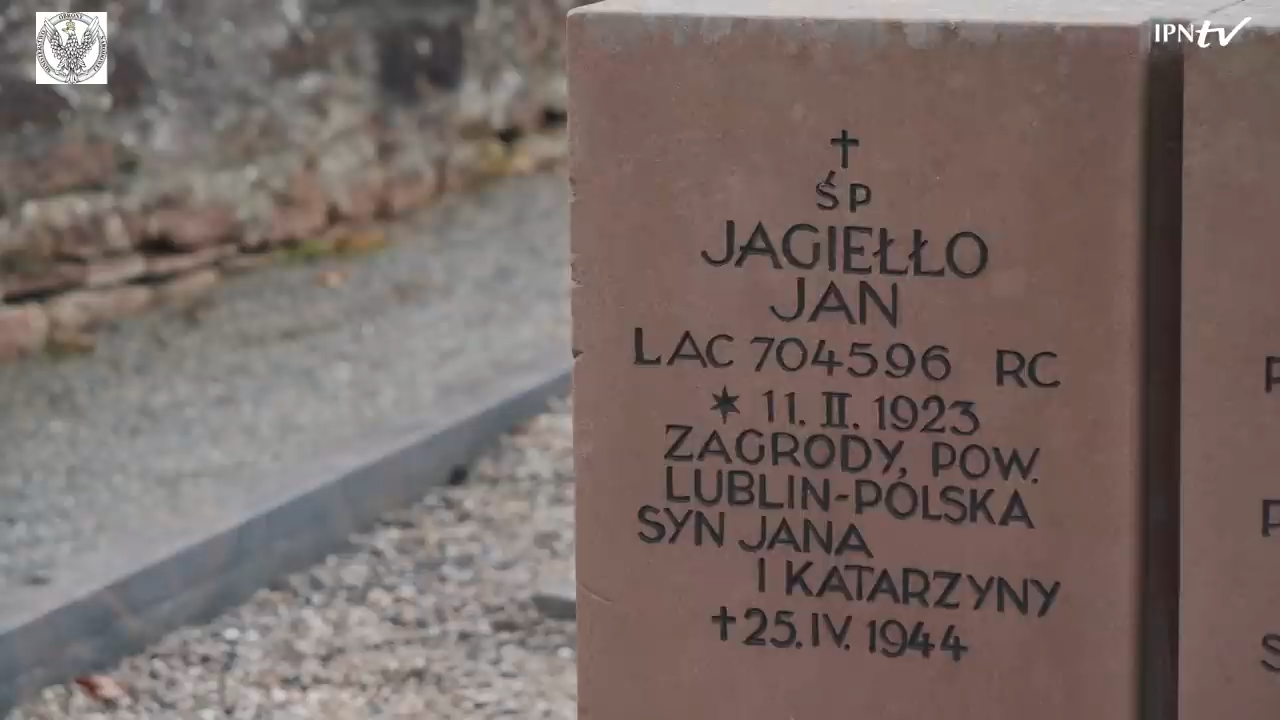 IPNtv
†
ŚP
JAGIEŁŁO
JAN
LAC 704596 RC
✶ 11. II. 1923
ZAGRODY, POW.
LUBLIN-POLSKA
SYN JANA
I KATARZYNY
†25. IV. 1944